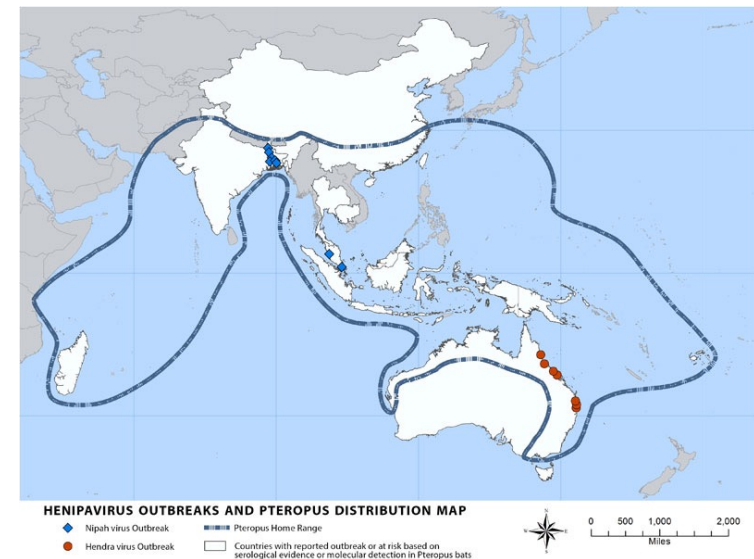 HENIPAVIRUS OUTBREAKS AND PTEROPUS DISTRIBUTION MAP
Nipah virus Outbreak
Pteropus Home Range
Hendra virus Outbreak
Countries with reported outbreak or at risk based on
serological evidence or molecular detection in Pteropus bats
0 500 1,000 2,000
Miles